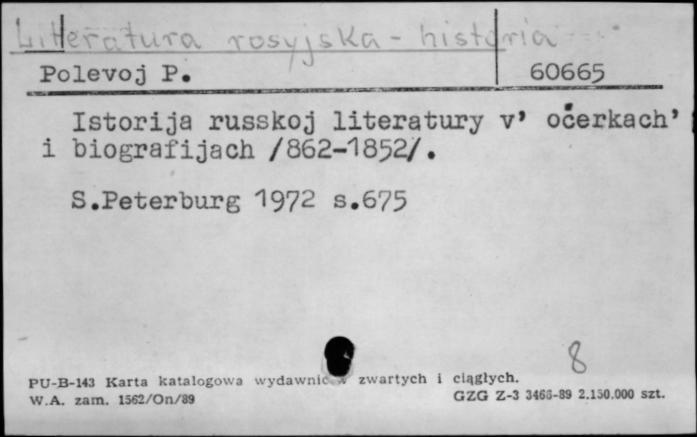 Literatura rosyjska - historia
Polevoj P. 60665
Istorija russkoj literatury v' očerkach'
i biografijach /862-1852/.
S.Peterburg 1972 s.675
8
PU-B-143 Karta katalogowa wydawnictw zwartych i ciągłych.
W.A. zam. 1562/On/89 GZG Z-3 3466-89 2.150.000 szt.